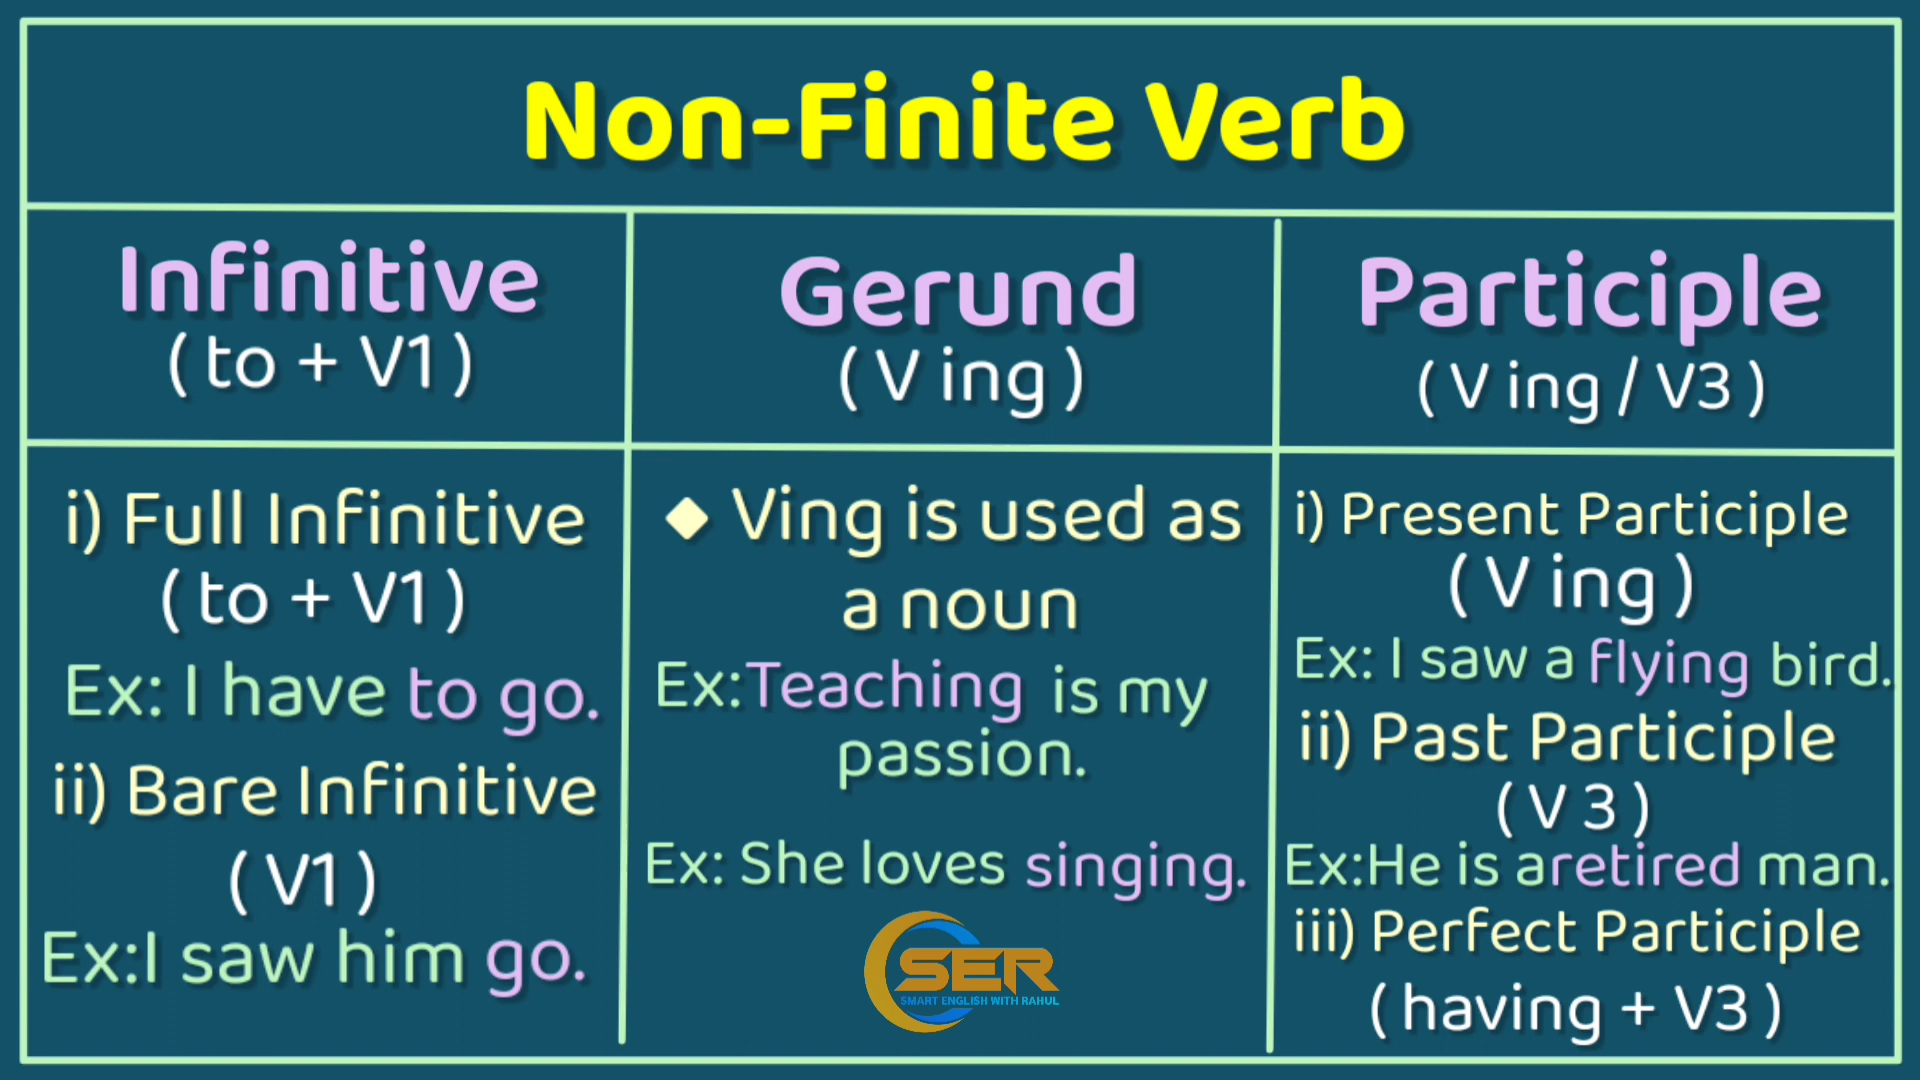 Non-Finite Verb
Infinitive
( to + V1 )
Gerund
( V ing )
Participle
( V ing / V3 )
i) Full Infinitive
( to + V1 )
Ex: I have to go.
ii) Bare Infinitive
( V1 )
Ex:I saw him go.
◆ Ving is used as
a noun
Ex:Teaching is my
passion.
Ex: She loves singing.
SER
SMART ENGLISH WITH RAHUL
i) Present Participle
( V ing )
Ex: I saw a flying bird.
ii) Past Participle
( V 3 )
Ex:He is aretired man.
iii) Perfect Participle
( having + V3 )